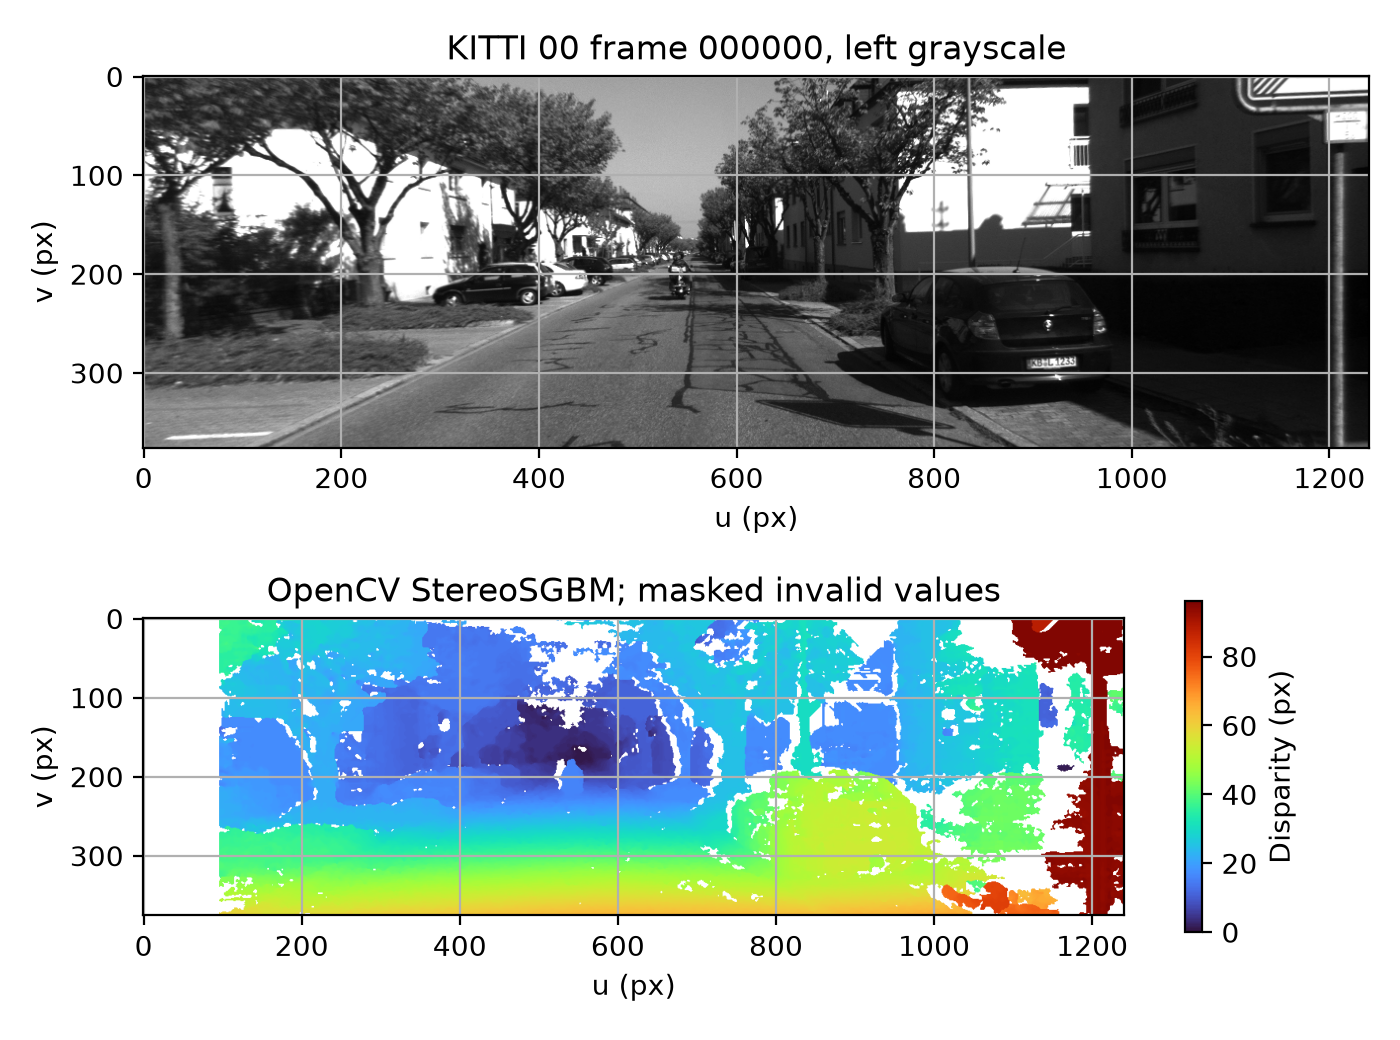 KITTI 00 frame 000000, left grayscale
0
100
200
300
v (px)
0 200 400 600 800 1000 1200
u (px)
OpenCV StereoSGBM; masked invalid values
0
100
200
300
v (px)
0 200 400 600 800 1000 1200
u (px)
80
60
40
20
0
Disparity (px)